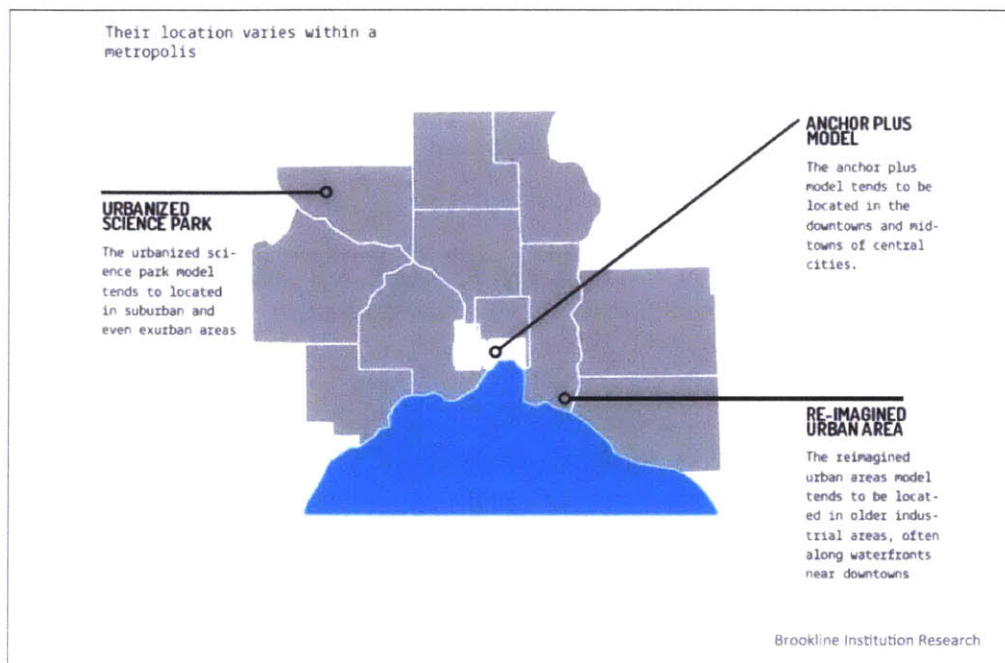 Their location varies within a
metropolis
ANCHOR PLUS
MODEL
The anchor plus
model tends to be
located in the
downtowns and mid-
towns of central
cities.
URBANIZED
SCIENCE PARK
The urbanized sci-
ence park model
tends to located
in suburban and
even exurban areas
RE-IMAGINED
URBAN AREA
The reimagined
urban areas model
tends to be locat-
ed in older indus-
trial areas, often
along waterfronts
near downtowns
Brookline Institution Research